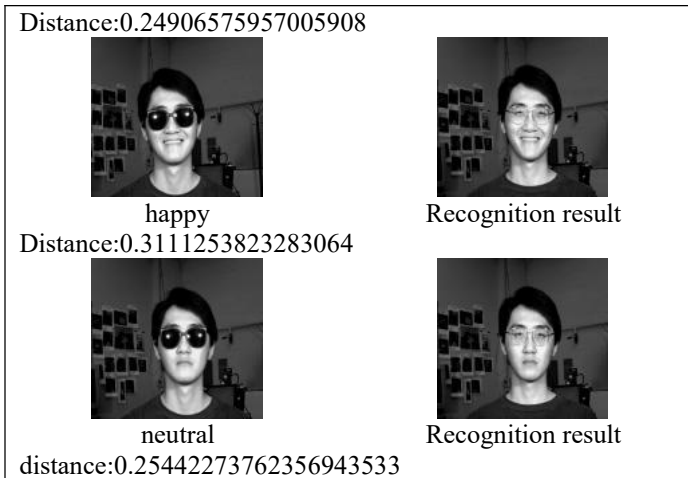 Distance:0.24906575957005908
happy Recognition result
Distance:0.3111253823283064
neutral Recognition result
distance:0.25442273762356943533